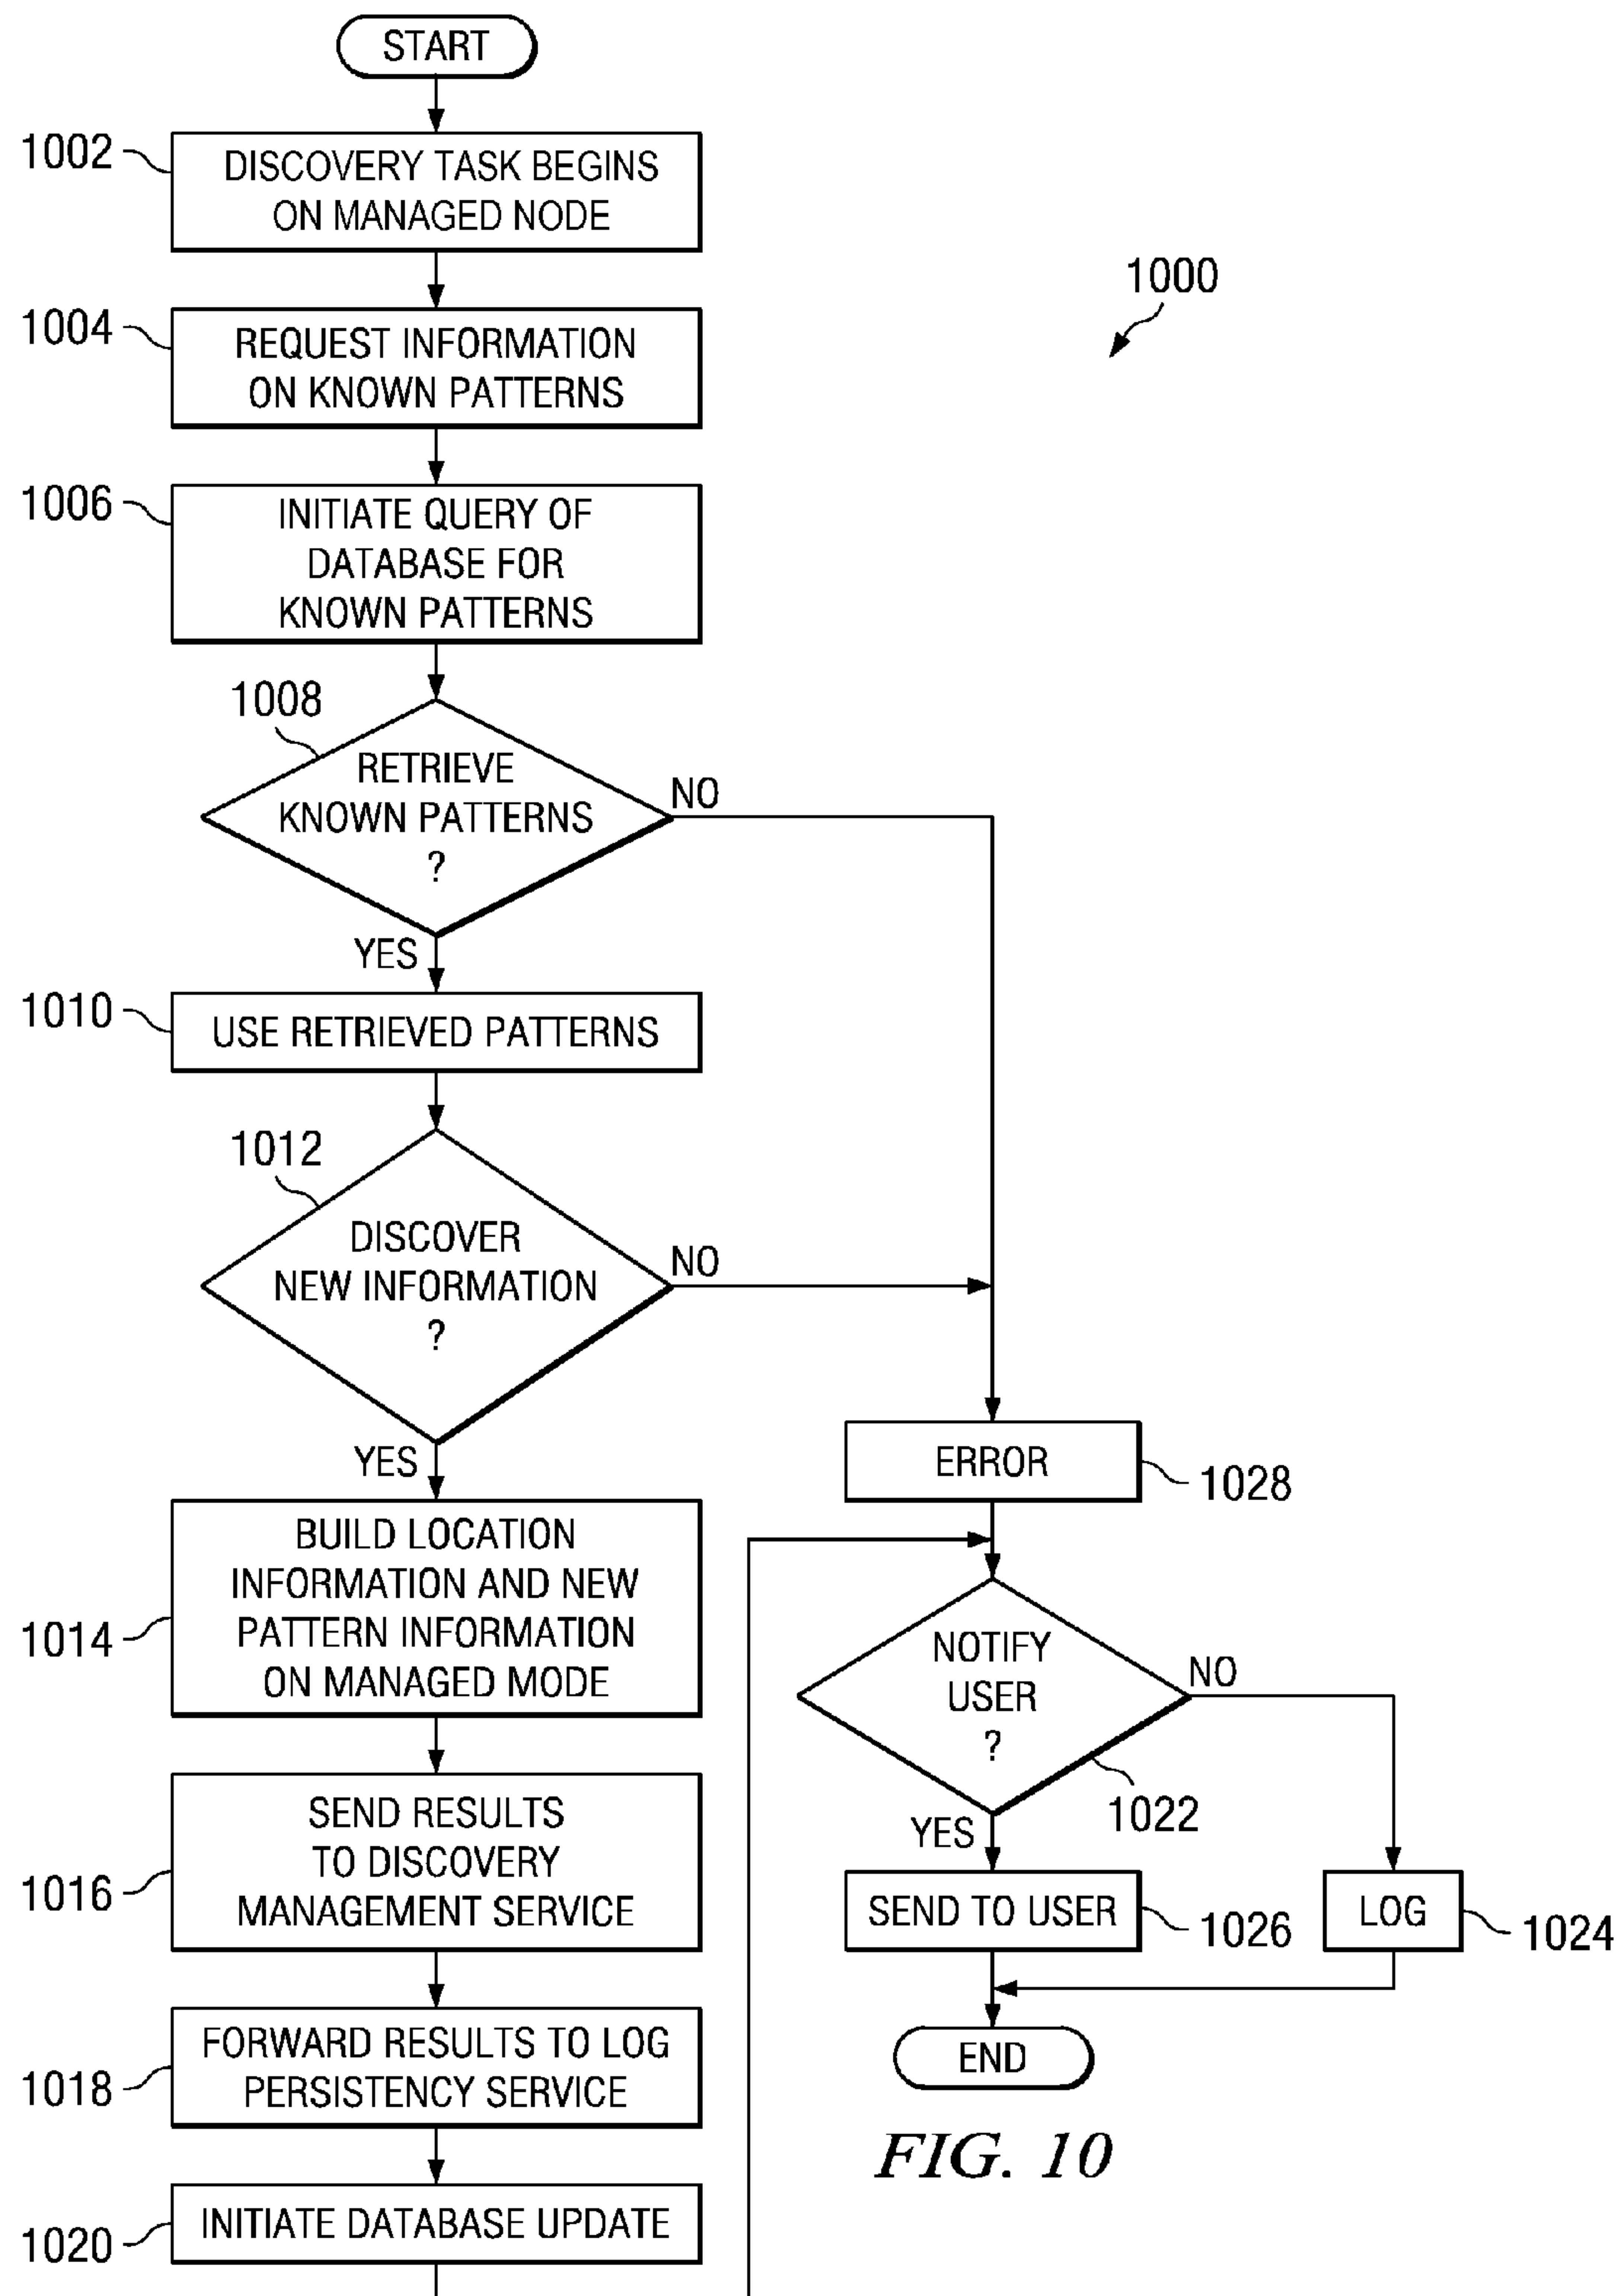 START
1002
DISCOVERY TASK BEGINS
ON MANAGED NODE
1000
1004
REQUEST INFORMATION
ON KNOWN PATTERNS
1006
INITIATE QUERY OF
DATABASE FOR
KNOWN PATTERNS
1008
RETRIEVE
KNOWN PATTERNS
?
NO
YES
1010
USE RETRIEVED PATTERNS
1012
DISCOVER
NEW INFORMATION
?
NO
YES
1014
BUILD LOCATION
INFORMATION AND NEW
PATTERN INFORMATION
ON MANAGED MODE
1016
SEND RESULTS
TO DISCOVERY
MANAGEMENT SERVICE
1018
FORWARD RESULTS TO LOG
PERSISTENCY SERVICE
1020
INITIATE DATABASE UPDATE
ERROR
1028
NOTIFY
USER
?
NO
1022
YES
SEND TO USER
1026
LOG
1024
END
FIG. 10